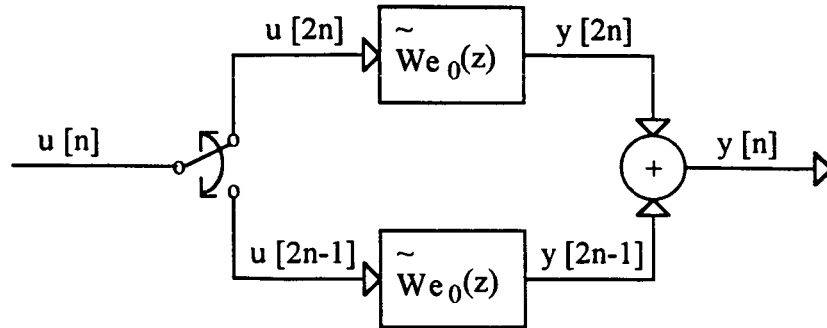 u [2n]
~
We 0(z)
y [2n]
u [n]
+
y [n]
u [2n-1]
~
We 0(z)
y [2n-1]